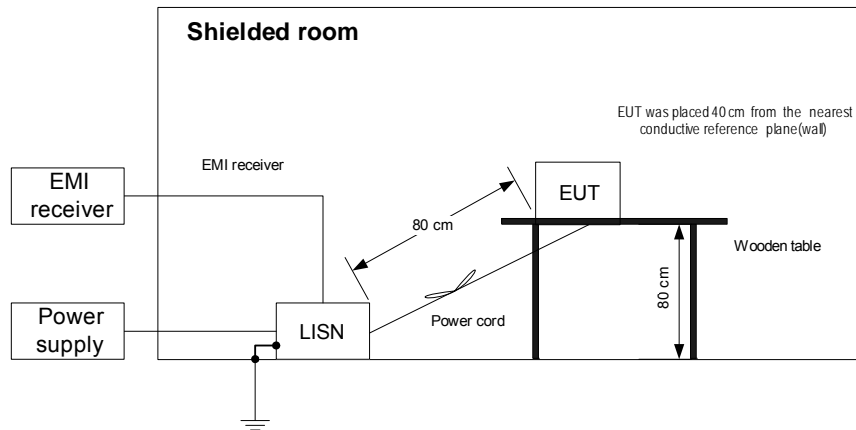 Shielded room
EUT was placed 40 cm from the nearest
conductive reference plane(wall)
EMI receiver
EMI
receiver
EUT
80 cm
Wooden table
80 cm
Power
supply
LISN
Power cord